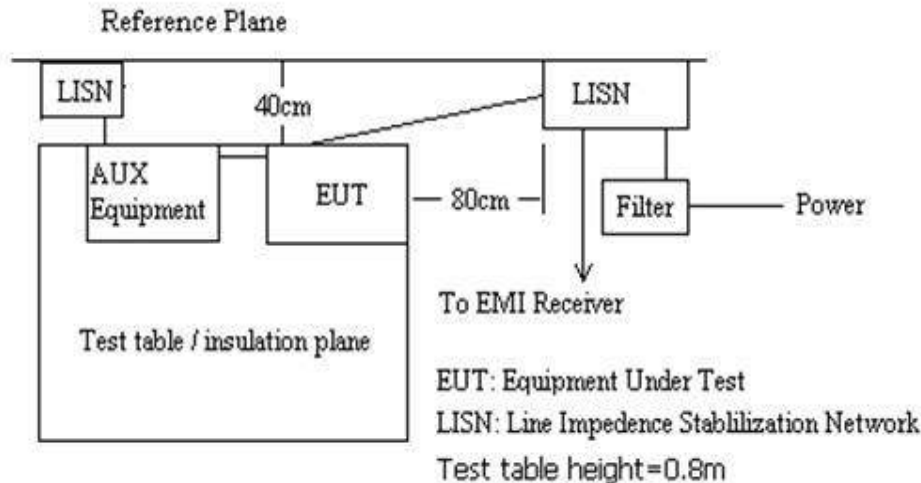 Reference Plane
LISN
40cm
LISN
AUX
Equipment
EUT
80cm
Filter
Power
To EMI Receiver
Test table / insulation plane
EUT: Equipment Under Test
LISN: Line Impedence Stablilization Network
Test table height=0.8m